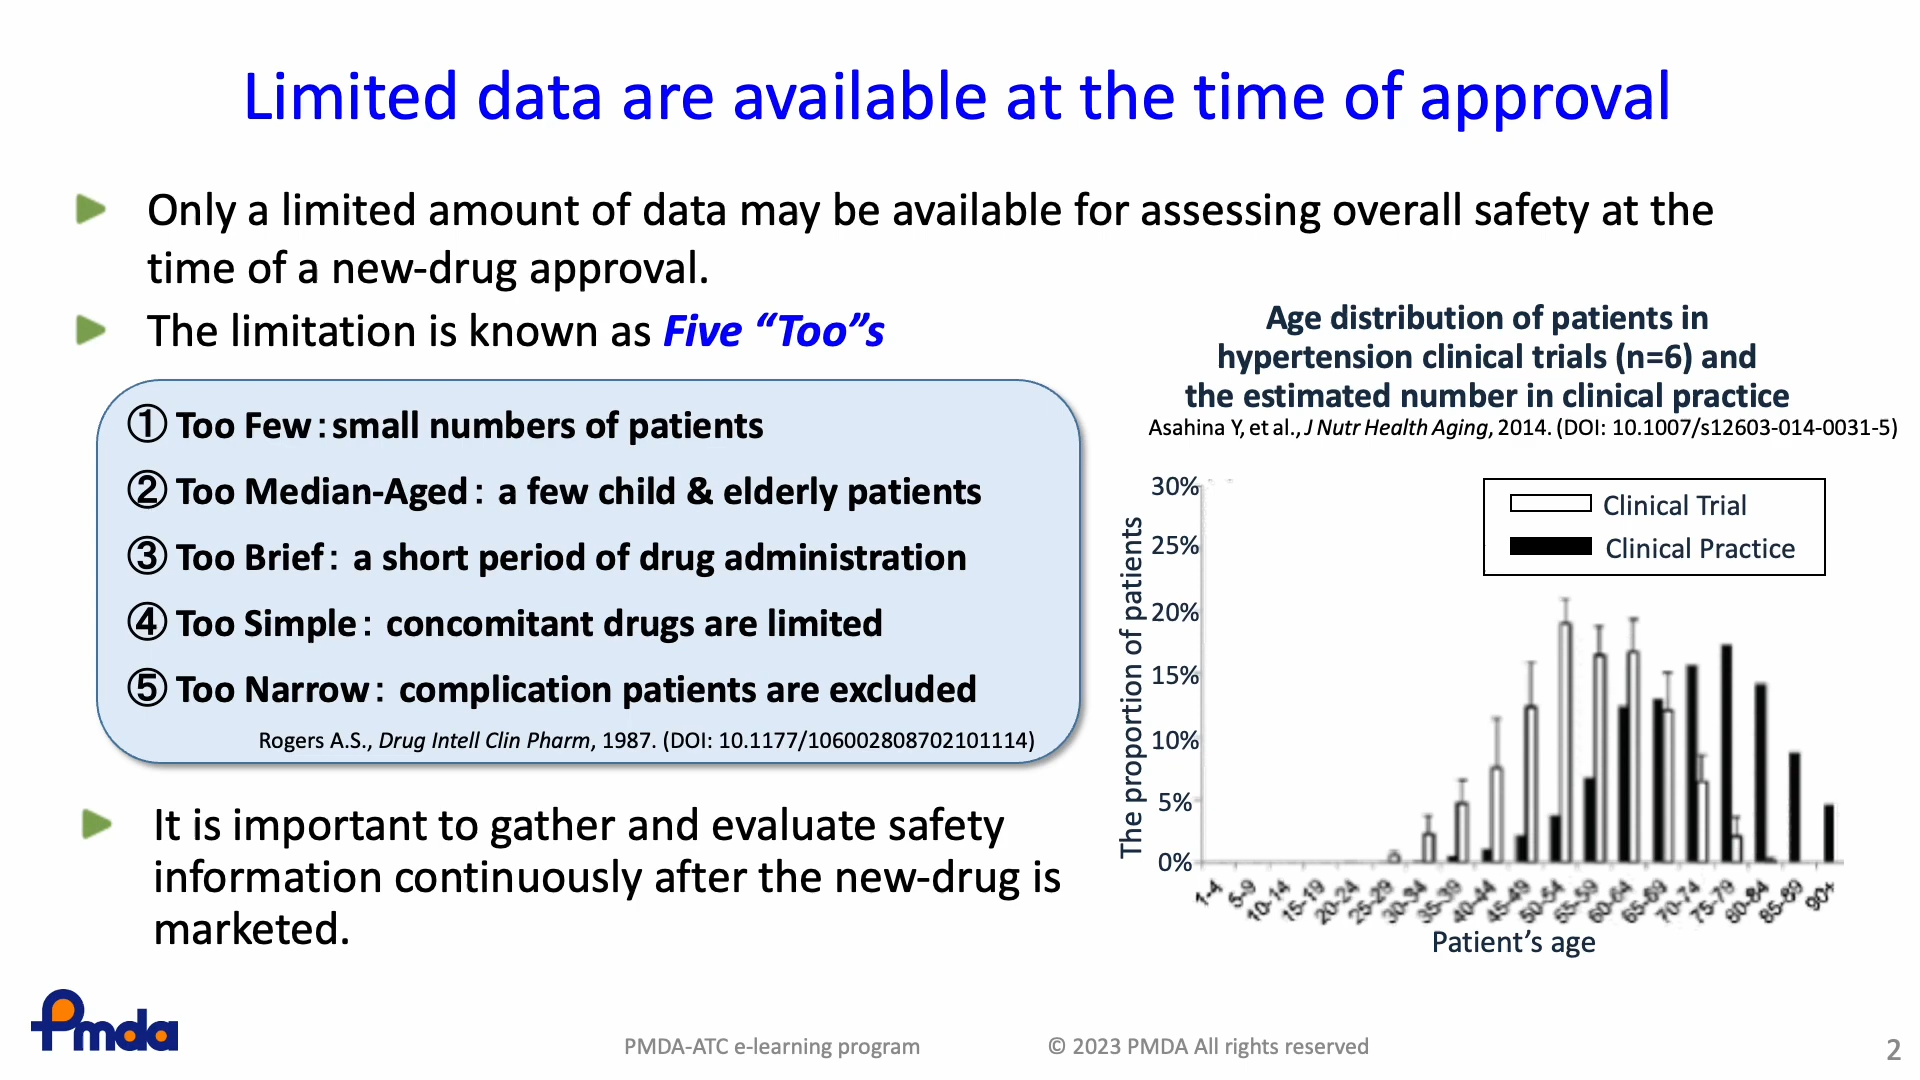 Limited data are available at the time of approval
Only a limited amount of data may be available for assessing overall safety at the
time of a new-drug approval.
The limitation is known as Five “Too”s
① Too Few：small numbers of patients
② Too Median-Aged： a few child & elderly patients
③ Too Brief： a short period of drug administration
④ Too Simple： concomitant drugs are limited
⑤ Too Narrow： complication patients are excluded
Rogers A.S., Drug Intell Clin Pharm, 1987. (DOI: 10.1177/106002808702101114)
It is important to gather and evaluate safety
information continuously after the new-drug is
marketed.
Age distribution of patients in
hypertension clinical trials (n=6) and
the estimated number in clinical practice
Asahina Y, et al., J Nutr Health Aging, 2014. (DOI: 10.1007/s12603-014-0031-5)
Clinical Trial
Clinical Practice
The proportion of patients
30%
25%
20%
15%
10%
5%
0%
1-4
5-9
10-14
15-19
20-24
25-29
30-34
35-39
40-44
45-49
50-54
55-59
60-64
65-69
70-74
75-79
80-84
85-89
90+
Patient’s age
Pmda
PMDA-ATC e-learning program
© 2023 PMDA All rights reserved
2